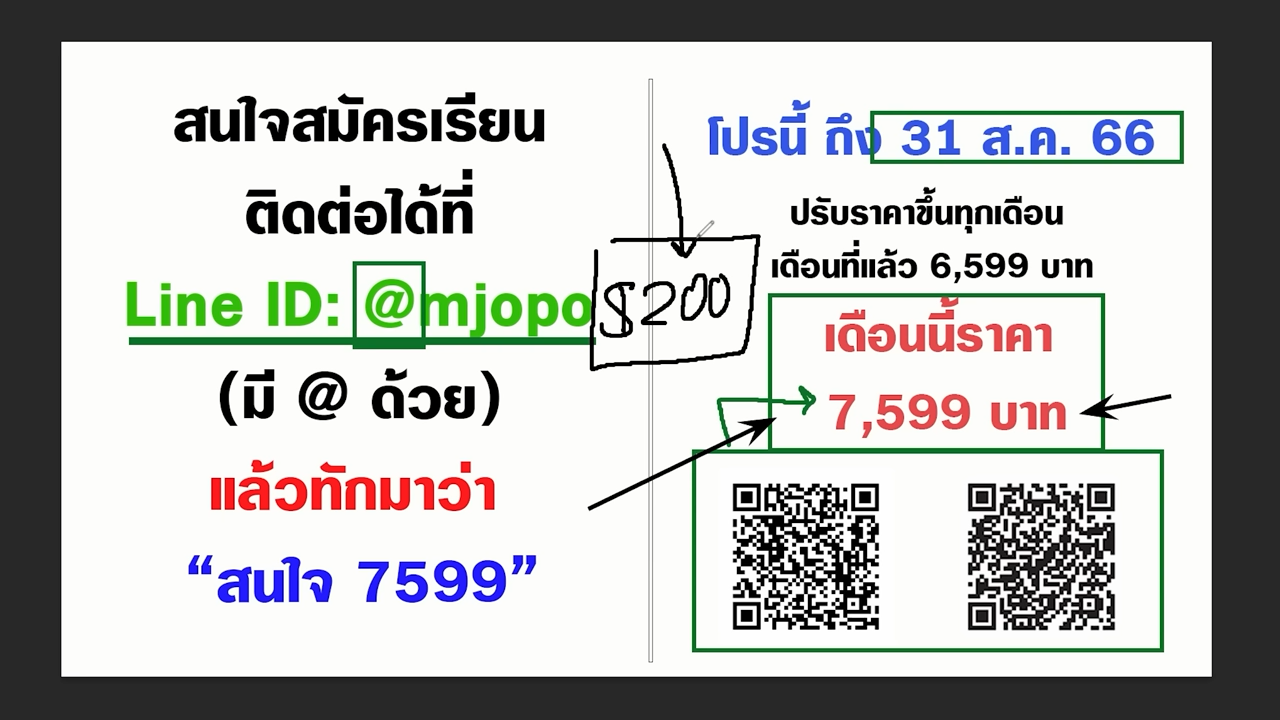 สนใจสมัครเรียน
ติดต่อได้ที่
Line ID: @mjopo
(มี @ ด้วย)
แล้วทักมาว่า
“สนใจ 7599”
$200
โปรนี้ ถึง 31 ส.ค. 66
ปรับราคาขึ้นทุกเดือน
เดือนที่แล้ว 6,599 บาท
เดือนนี้ราคา
7,599 บาท